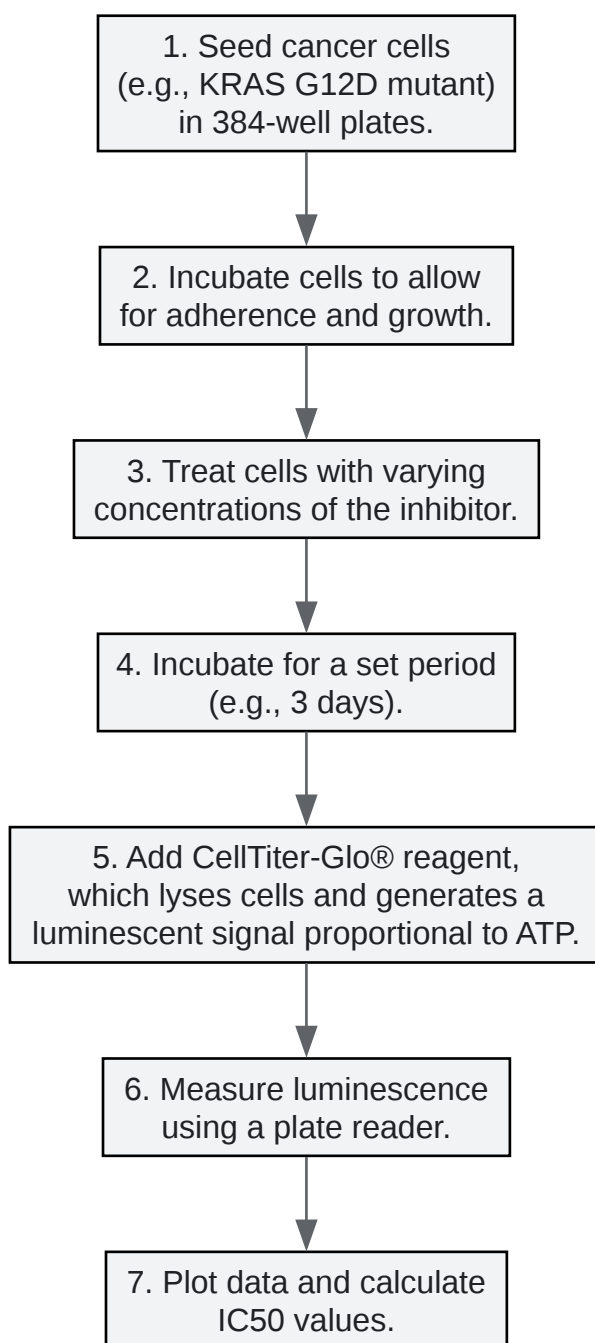 1. Seed cancer cells
(e.g., KRAS G12D mutant)
in 384-well plates.
2. Incubate cells to allow
for adherence and growth.
3. Treat cells with varying
concentrations of the inhibitor.
4. Incubate for a set period
(e.g., 3 days).
5. Add CellTiter-Glo® reagent,
which lyses cells and generates a
luminescent signal proportional to ATP.
6. Measure luminescence
using a plate reader.
7. Plot data and calculate
IC50 values.